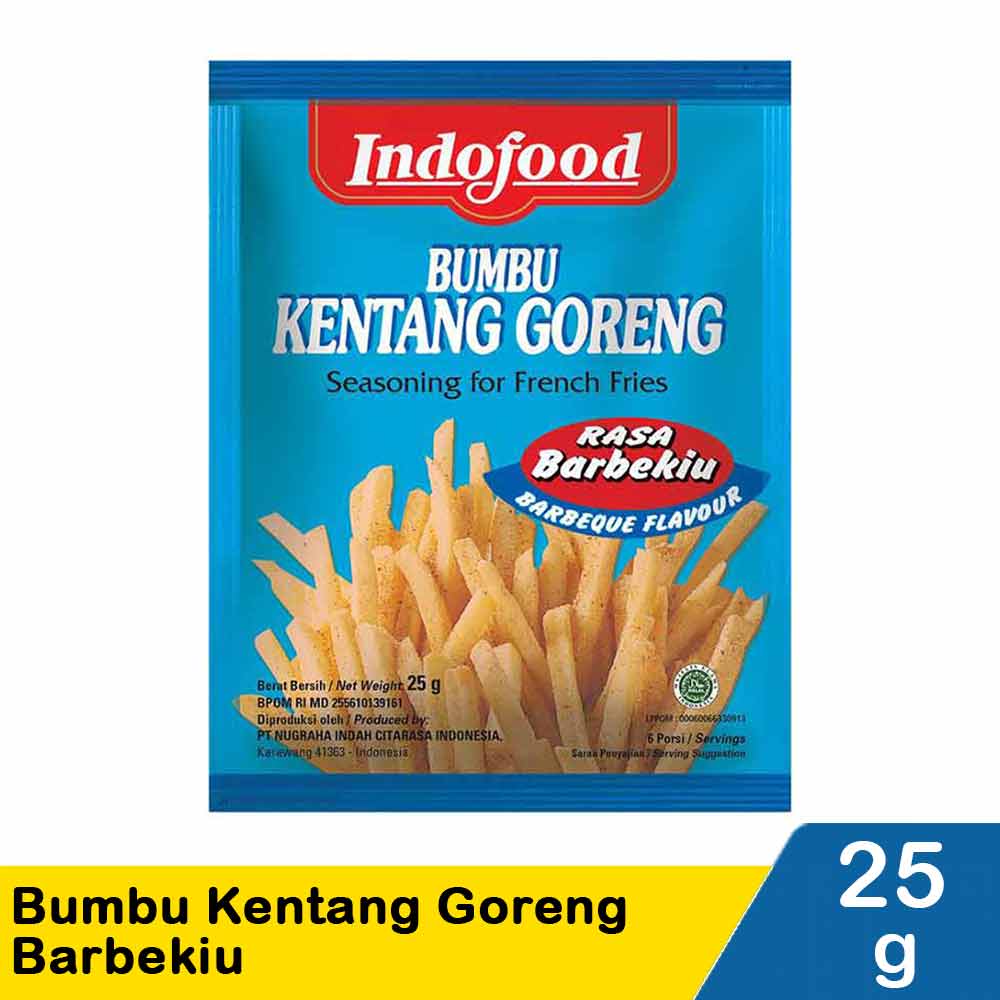 Indofood
BUMBU
KENTANG GORENG
Seasoning for French Fries
RASA
Barbekiu
BARBEQUE FLAVOUR
Berat Bersih / Net Weight: 25 g
BPOM RI MD 255610139161
Diproduksi oleh / Produced by:
PT NUGRAHA INDAH CITARASA INDONESIA.
Karawang 41363 - Indonesia
LPPOM : 00060066330913
6 Porsi / Servings
Saran Penyajian / Serving Suggestion
Bumbu Kentang Goreng
Barbekiu
25
g